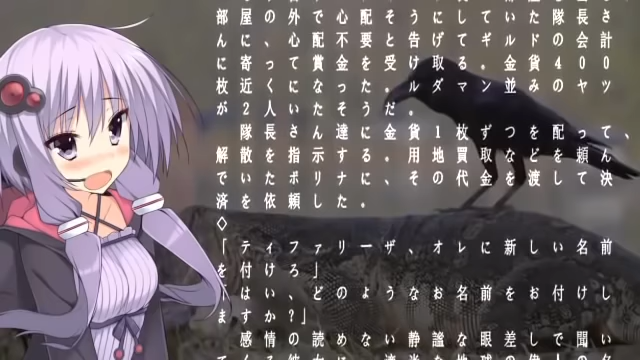 屋の外で心配そうにしていた隊長さ
部に、心配不要と告げてギルドの会計
んに、って賞金を受け取る。金貨400
枚寄近くになった。ルダマン並みのヤツ
が2人いたそうだ。
隊長さん達に金貨1枚ずつを配って、
解散を指示する。用地買取などを頼ん
でいたボリナに、その代金を渡して決
済を依頼した。
◇
「ティファリーザ、オレに新しい名前
を付けろ」
「はい、どのようなお名前をお付けし
ますか？」
感情の読めない静謐な眼差しで聞い